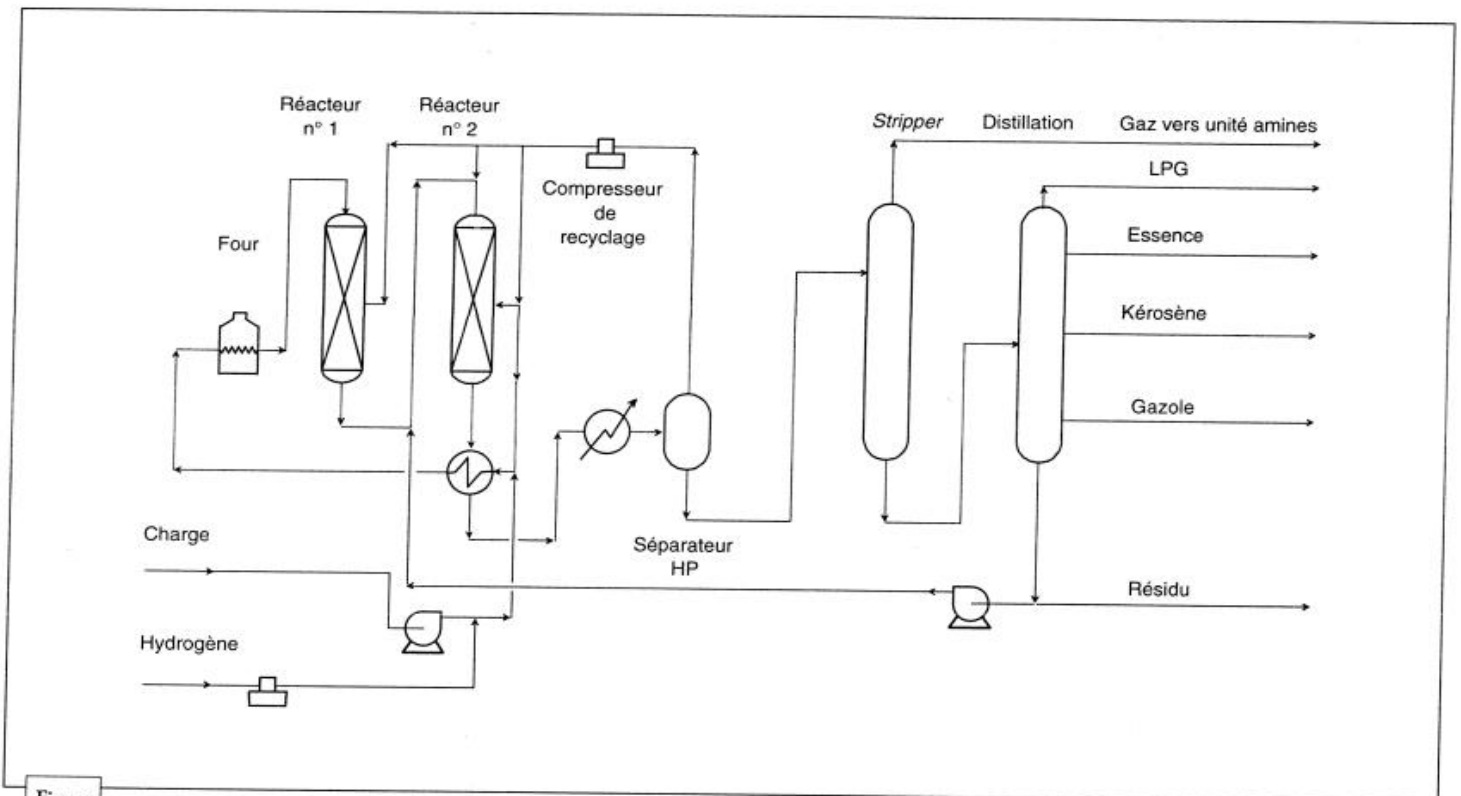 Réacteur
n° 1
Réacteur
n° 2
Stripper
Distillation
Gaz vers unité amines
LPG
Compresseur
de
recyclage
Four
Essence
Kérosène
Gazole
Charge
Séparateur
HP
Résidu
Hydrogène